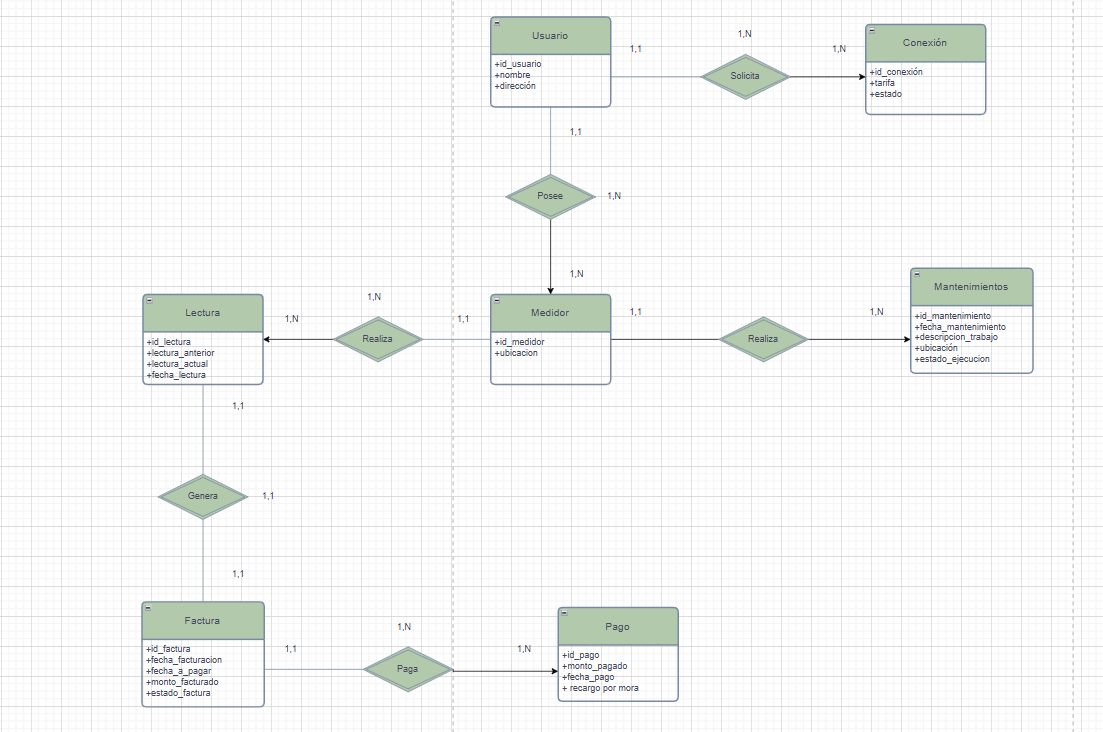 Usuario
+id_usuario
+nombre
+dirección
1,1
1,N
Solicita
1,N
Conexión
+id_conexión
+tarifa
+estado
1,1
Posee
1,N
1,N
Lectura
+id_lectura
+lectura_anterior
+lectura_actual
+fecha_lectura
1,N
1,N
Realiza
1,1
Medidor
+id_medidor
+ubicacion
1,1
Realiza
1,N
Mantenimientos
+id_mantenimiento
+fecha_mantenimiento
+descripcion_trabajo
+ubicación
+estado_ejecucion
1,1
Genera
1,1
1,1
Factura
+id_factura
+fecha_facturacion
+fecha_a_pagar
+monto_facturado
+estado_factura
1,1
1,N
Paga
1,N
Pago
+id_pago
+monto_pagado
+fecha_pago
+ recargo por mora